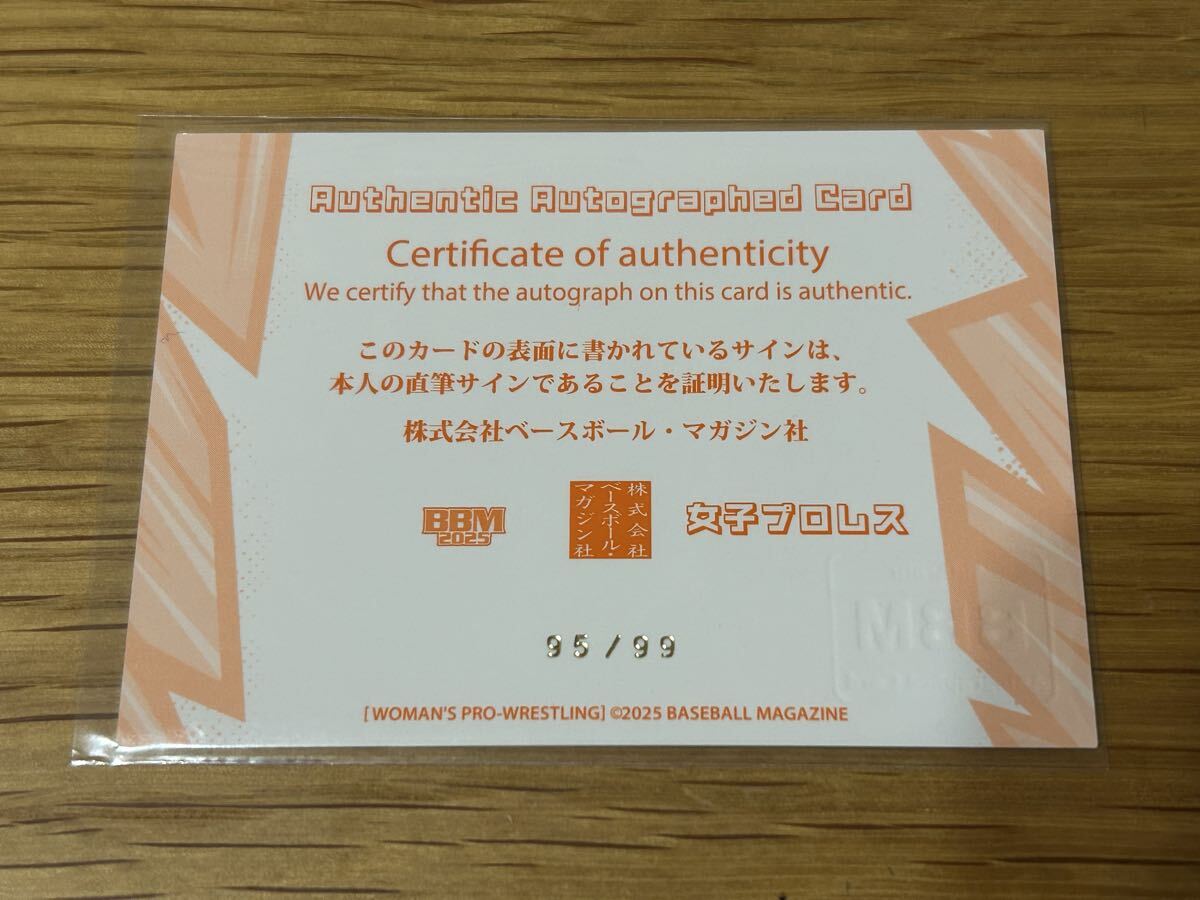 Authentic Autographed Card
Certificate of authenticity
We certify that the autograph on this card is authentic.
このカードの表面に書かれているサインは、
本人の直筆サインであることを証明いたします。
株式会社ベースボール・マガジン社
BBM
2025
株式会社
ベースボール・
マガジン社
女子プロレス
95/99
[WOMAN'S PRO-WRESTLING] ©2025 BASEBALL MAGAZINE